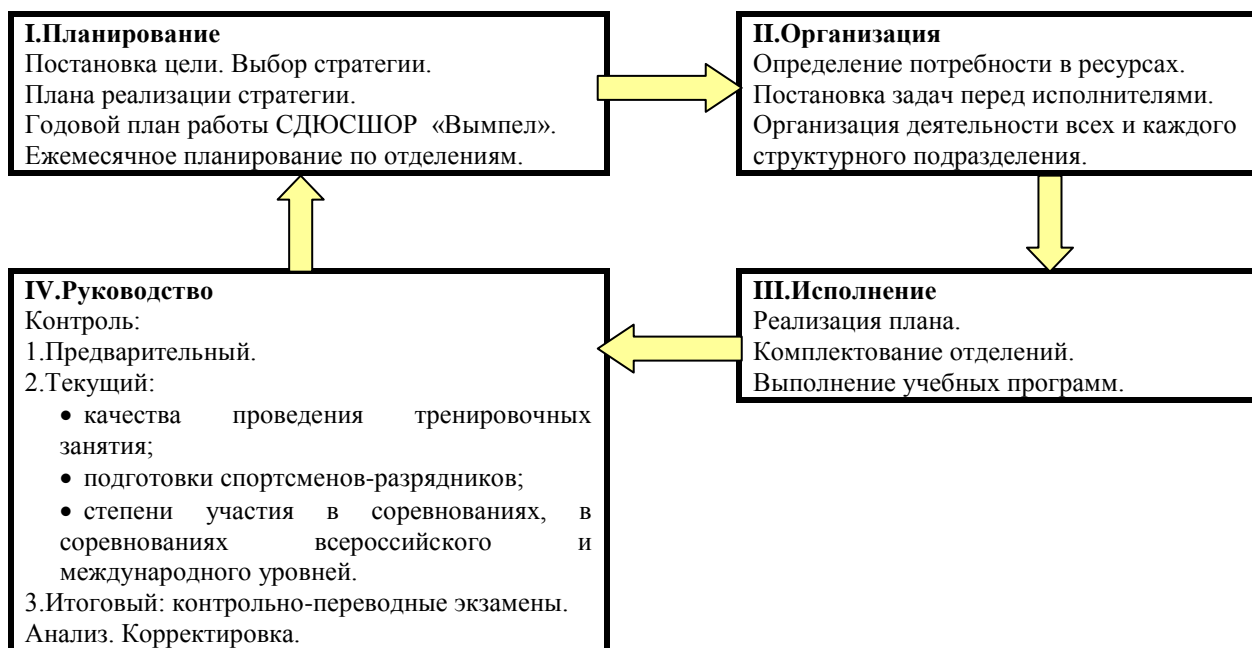 I.Планирование
Постановка цели. Выбор стратегии.
Плана реализации стратегии.
Годовой план работы СДЮСШОР «Вымпел».
Ежемесячное планирование по отделениям.
II.Организация
Определение потребности в ресурсах.
Постановка задач перед исполнителями.
Организация деятельности всех и каждого
структурного подразделения.
III.Исполнение
Реализация плана.
Комплектование отделений.
Выполнение учебных программ.
IV.Руководство
Контроль:
1.Предварительный.
2.Текущий:
• качества проведения тренировочных
занятия;
• подготовки спортсменов-разрядников;
• степени участия в соревнованиях, в
соревнованиях всероссийского и
международного уровней.
3.Итоговый: контрольно-переводные экзамены.
Анализ. Корректировка.